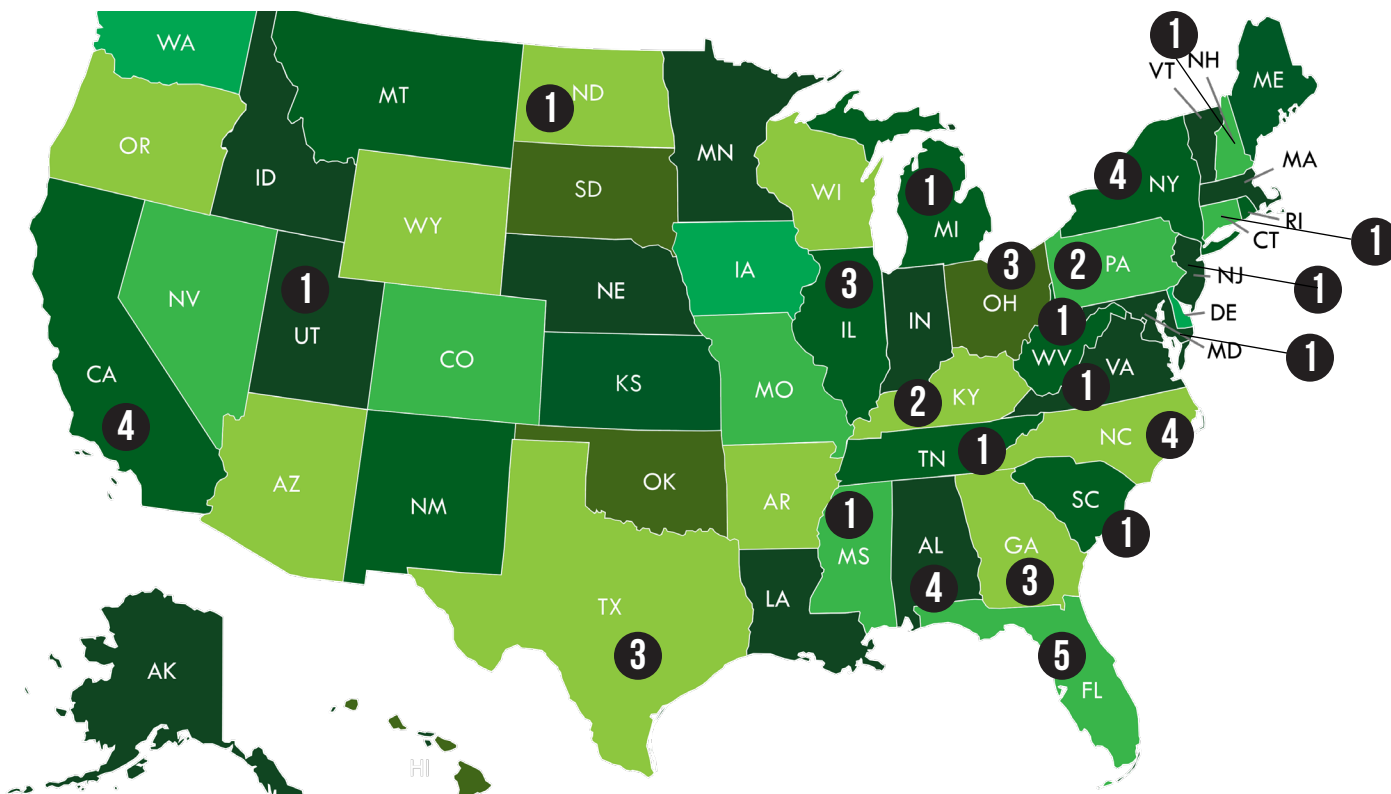 WA
MT
1
ND
MN
OR
ID
WY
SD
WI
1
MI
1
VT
NH
ME
4
NY
MA
RI
CT
1
NV
1
UT
NE
IA
3
IL
IN
3
OH
2
PA
NJ
1
DE
MD
1
1
WV
1
VA
CA
4
CO
KS
MO
2
KY
NC
4
TN
1
AZ
NM
OK
AR
1
MS
AL
4
GA
3
SC
1
TX
3
LA
5
FL
AK
HI